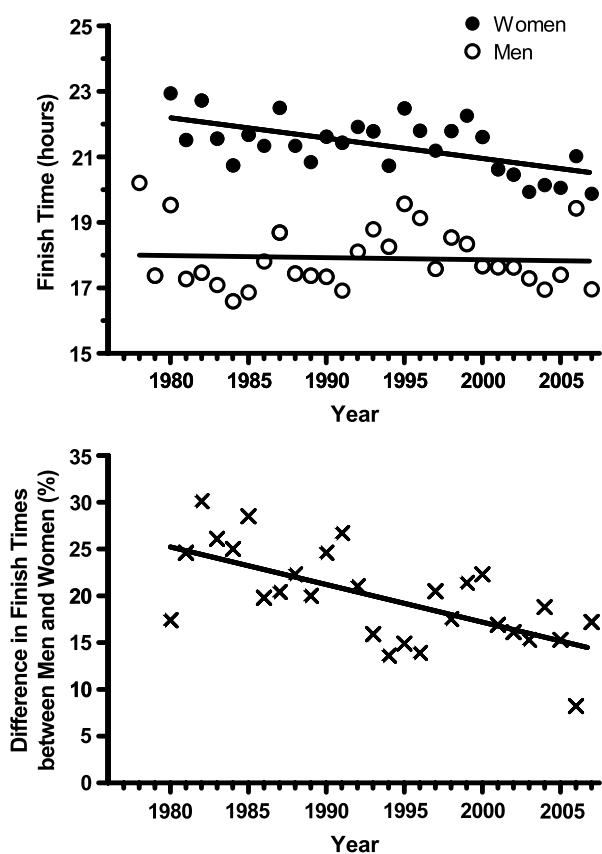 Women
Men
25
23
21
19
17
15
Finish Time (hours)
1980 1985 1990 1995 2000 2005
Year
35
30
25
20
15
10
5
0
Difference in Finish Times
between Men and Women (%)
1980 1985 1990 1995 2000 2005
Year